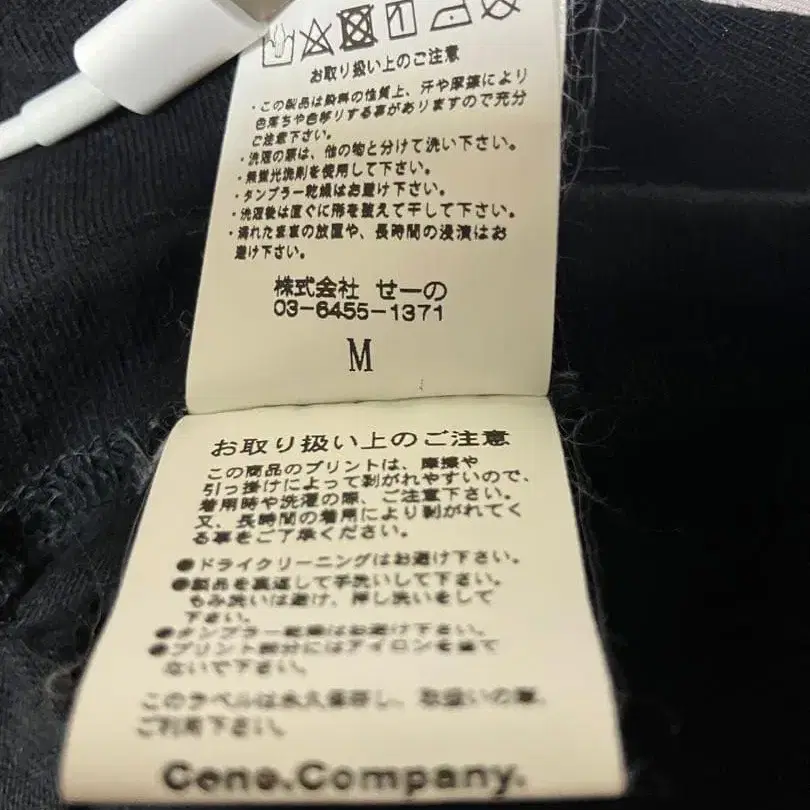 お取り扱い上のご注意
・この製品は染料の性質上、汗や摩擦により
色落ちや色移りする事がありますので充分
ご注意下さい。
・洗濯の際は、他の物と分けて洗い下さい。
・無蛍光洗剤を使用して下さい。
・タンブラー乾燥はお避け下さい。
・洗濯後は直ぐに形を整えて干して下さい。
・濡れたままの放置や、長時間の浸漬はお
避け下さい。
株式会社 せーの
03-6455-1371
M
お取り扱い上のご注意
この商品のプリントは、摩擦や
引っ掛けによって剥がれやすいので、
着用時や洗濯の際、ご注意下さい。
又、長時間の着用により剥がれてく
る事をご了承ください。
●ドライクリーニングはお避け下さい。
●製品を裏返して手洗いして下さい。
もみ洗いは避け、押し洗いをして
下さい。
●タンブラー乾燥はお避け下さい。
●プリント部分にはアイロンを当て
ないで下さい。
このラベルは永久保存し、取扱いの際、
ご利用下さい。
Cene.Company.